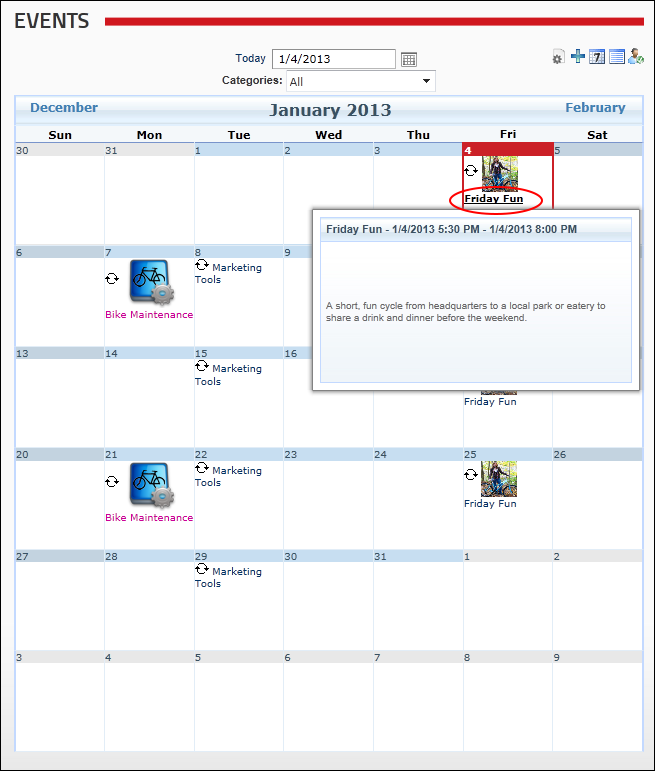 EVENTS
Today 1/4/2013
7
Categories: All
December January 2013 February
Sun Mon Tue Wed Thu Fri Sat
30 31 1 2 3 4 5
Friday Fun
Friday Fun - 1/4/2013 5:30 PM - 1/4/2013 8:00 PM
A short, fun cycle from headquarters to a local park or eatery to
share a drink and dinner before the weekend.
6 7 8 9
Marketing
Tools
Bike Maintenance
13 14 15 16
Marketing
Tools
Friday Fun
20 21 22 23 24 25 26
Marketing
Tools
Friday Fun
Bike Maintenance
27 28 29 30 31 1 2
Marketing
Tools
3 4 5 6 7 8 9